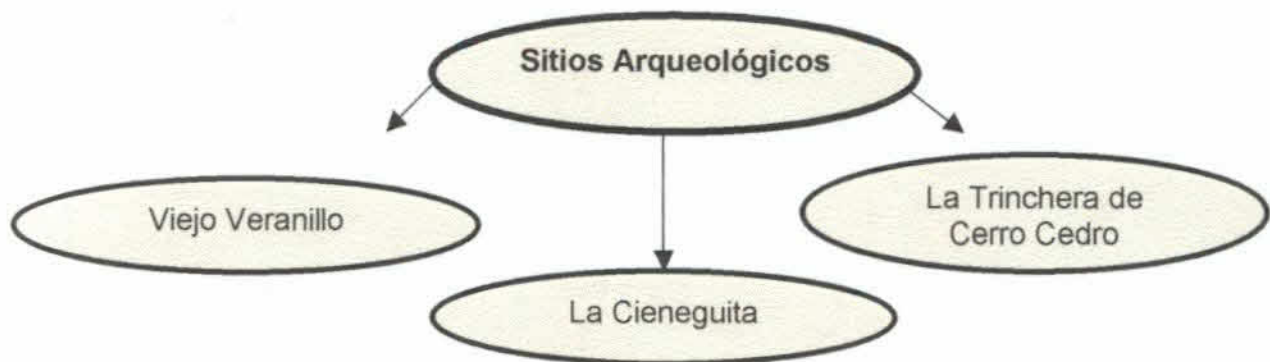 Sitios Arqueológicos
Viejo Veranillo
La Trinchera de
Cerro Cedro
La Cieneguita